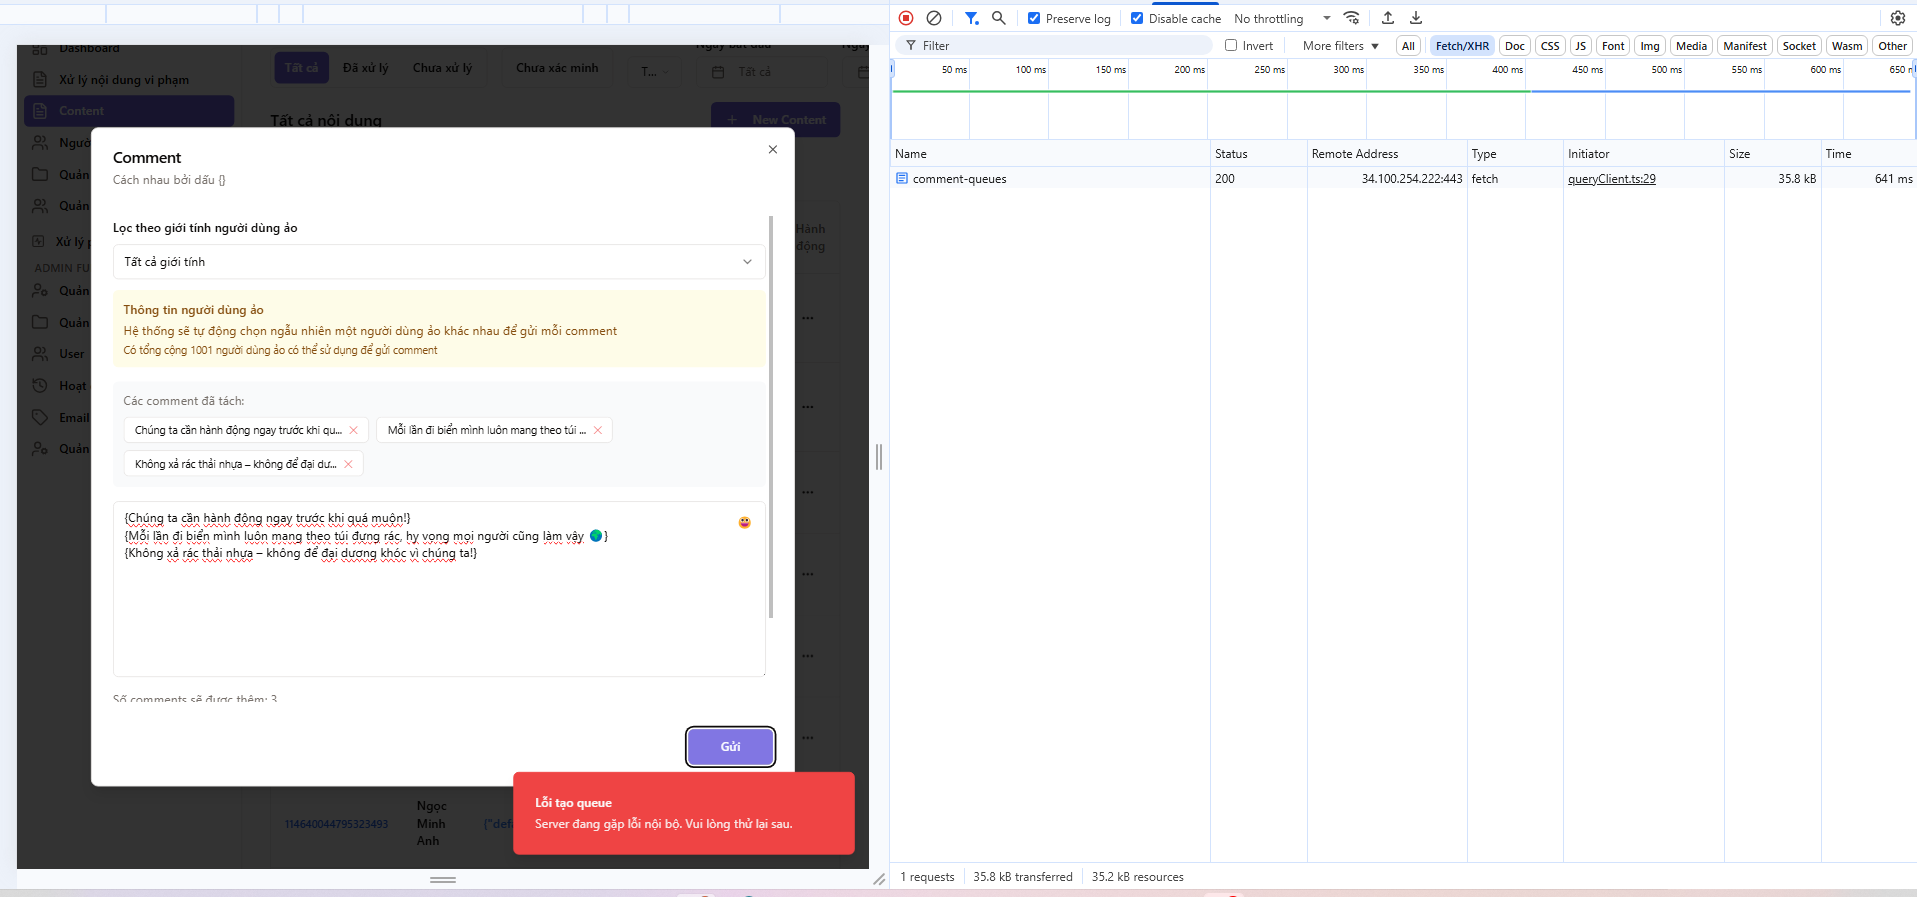 Dashboard
Xử lý nội dung vi phạm
Content
Quản
Quản
Xử lý p
ADMIN FU
Quản
Quản
User
Hoạt
Email
Quản
Tất cả
Đã xử lý
Chưa xử lý
Chưa xác minh
T...
Tất cả
Tất cả nội dung
New Content
Hành
động
Comment
Cách nhau bởi dấu {}
Lọc theo giới tính người dùng ảo
Tất cả giới tính
Thông tin người dùng ảo
Hệ thống sẽ tự động chọn ngẫu nhiên một người dùng ảo khác nhau để gửi mỗi comment
Có tổng cộng 1001 người dùng ảo có thể sử dụng để gửi comment
Các comment đã tách:
Chúng ta cần hành động ngay trước khi qu...
Mỗi lần đi biển mình luôn mang theo túi ...
Không xả rác thải nhựa – không để đại dư...
{Chúng ta cần hành động ngay trước khi quá muộn!}
{Mỗi lần đi biển mình luôn mang theo túi đựng rác, hy vọng mọi người cũng làm vậy 🌍}
{Không xả rác thải nhựa – không để đại dương khóc vì chúng ta!}
Số comments sẽ được thêm: 3
Gửi
Lỗi tạo queue
Server đang gặp lỗi nội bộ. Vui lòng thử lại sau.
114640044795323493
Ngọc
Minh
Anh
{"defa
Preserve log
Disable cache
No throttling
Filter
Invert
More filters
All
Fetch/XHR
Doc
CSS
JS
Font
Img
Media
Manifest
Socket
Wasm
Other
50 ms
100 ms
150 ms
200 ms
250 ms
300 ms
350 ms
400 ms
450 ms
500 ms
550 ms
600 ms
650 m
Name
Status
Remote Address
Type
Initiator
Size
Time
comment-queues
200
34.100.254.222:443
fetch
queryClient.ts:29
35.8 kB
641 ms
1 requests
35.8 kB transferred
35.2 kB resources